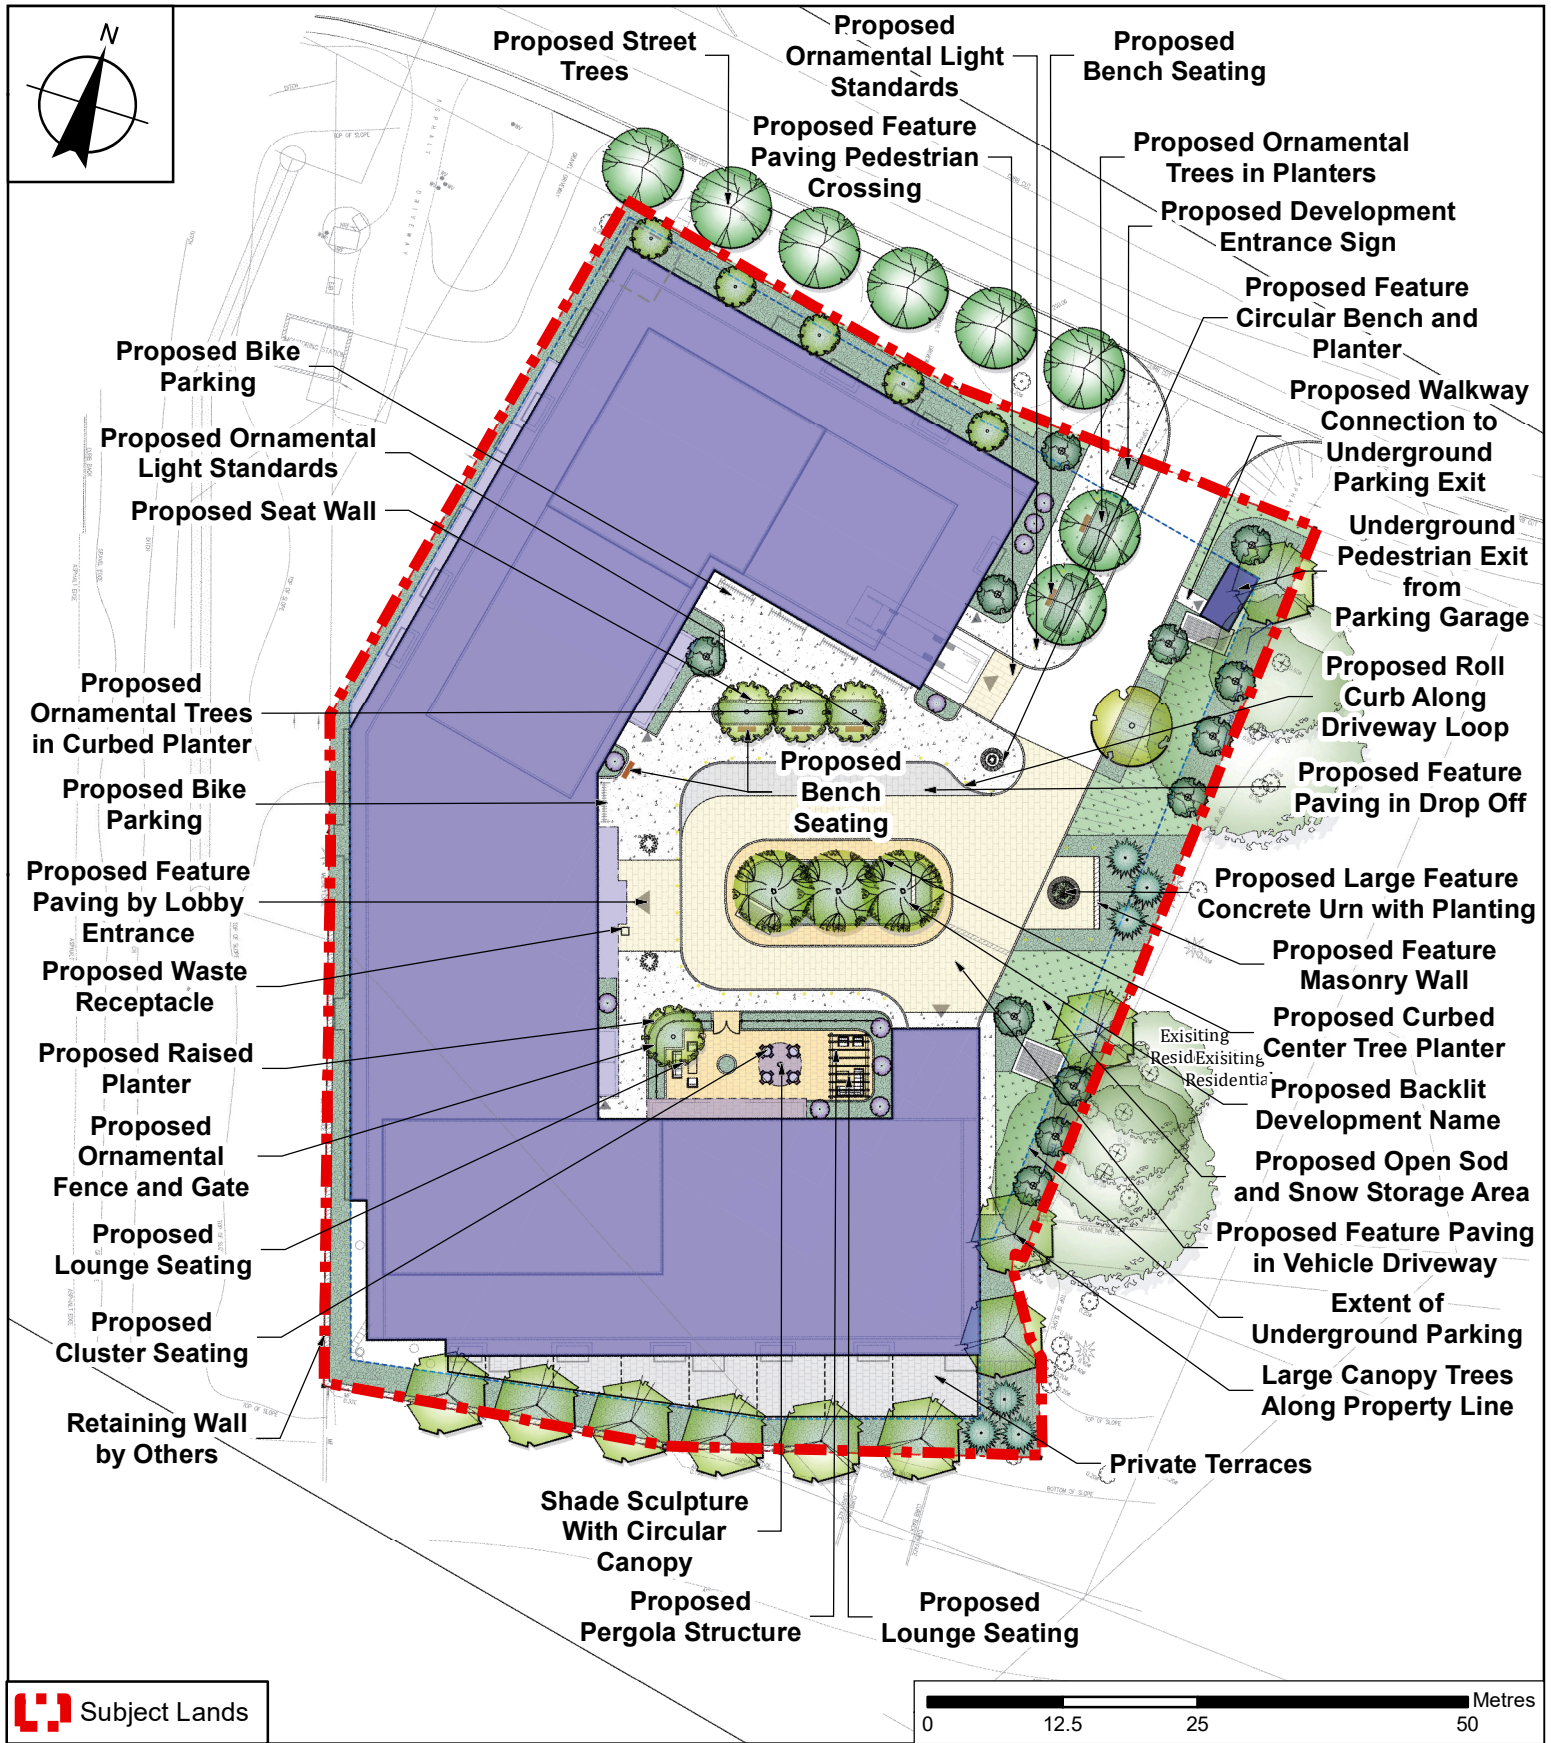 N
Proposed Street
Trees
Proposed
Ornamental Light
Standards
Proposed
Bench Seating
Proposed Feature
Paving Pedestrian
Crossing
Proposed Ornamental
Trees in Planters
Proposed Development
Entrance Sign
Proposed Feature
Circular Bench and
Planter
Proposed Walkway
Connection to
Underground
Parking Exit
Underground
Pedestrian Exit
from
Parking Garage
Proposed Roll
Curb Along
Driveway Loop
Proposed Feature
Paving in Drop Off
Proposed Large Feature
Concrete Urn with Planting
Proposed Feature
Masonry Wall
Proposed Curbed
Center Tree Planter
Proposed Backlit
Development Name
Proposed Open Sod
and Snow Storage Area
Proposed Feature Paving
in Vehicle Driveway
Extent of
Underground Parking
Large Canopy Trees
Along Property Line
Private Terraces
Proposed Bike
Parking
Proposed Ornamental
Light Standards
Proposed Seat Wall
Proposed
Ornamental Trees
in Curbed Planter
Proposed Bike
Parking
Proposed Feature
Paving by Lobby
Entrance
Proposed Waste
Receptacle
Proposed Raised
Planter
Proposed
Ornamental
Fence and Gate
Proposed
Lounge Seating
Proposed
Cluster Seating
Retaining Wall
by Others
Proposed
Bench
Seating
Exisiting
Exisiting
Shade Sculpture
With Circular
Canopy
Proposed
Pergola Structure
Proposed
Lounge Seating
TOP OF SLOPE
BOTTOM OF SLOPE
Subject Lands
Metres
0 12.5 25 50